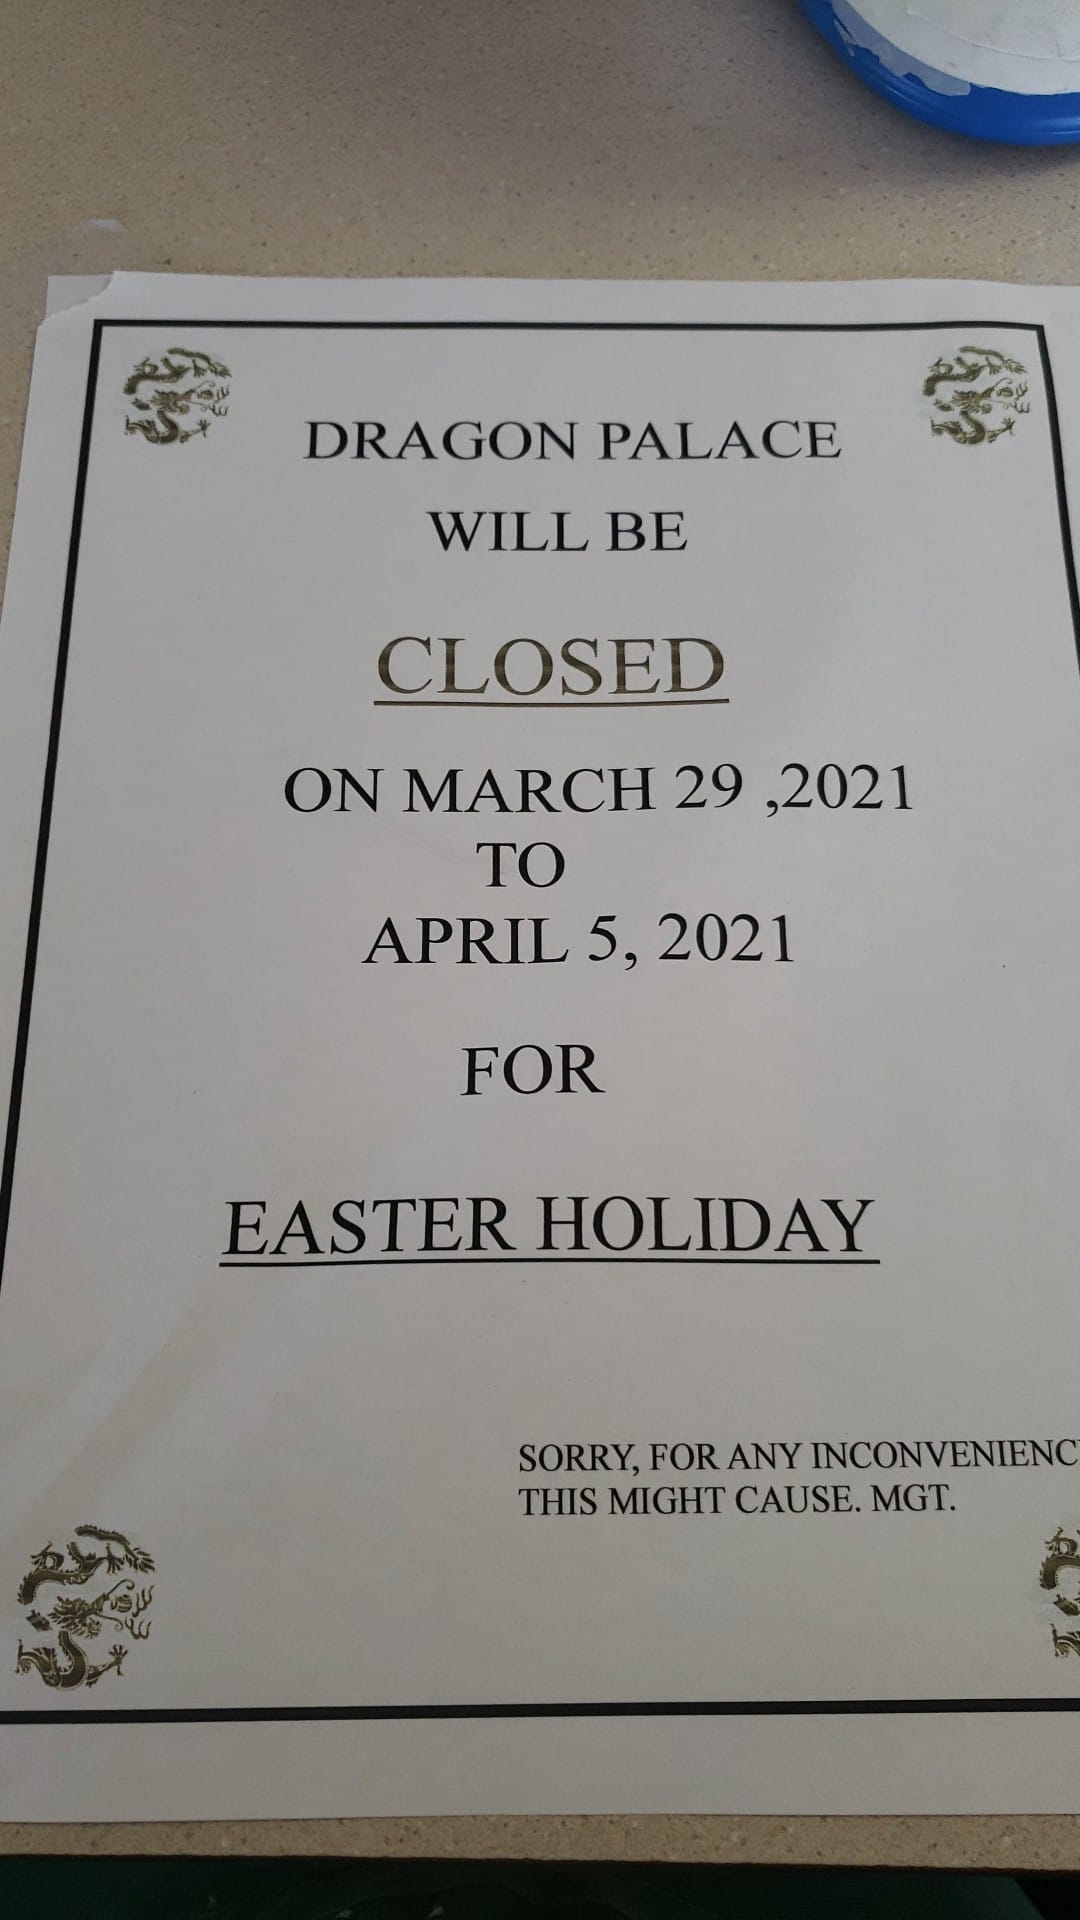 DRAGON PALACE
WILL BE
CLOSED
ON MARCH 29 ,2021
TO
APRIL 5, 2021
FOR
EASTER HOLIDAY
SORRY, FOR ANY INCONVENIENC
THIS MIGHT CAUSE. MGT.